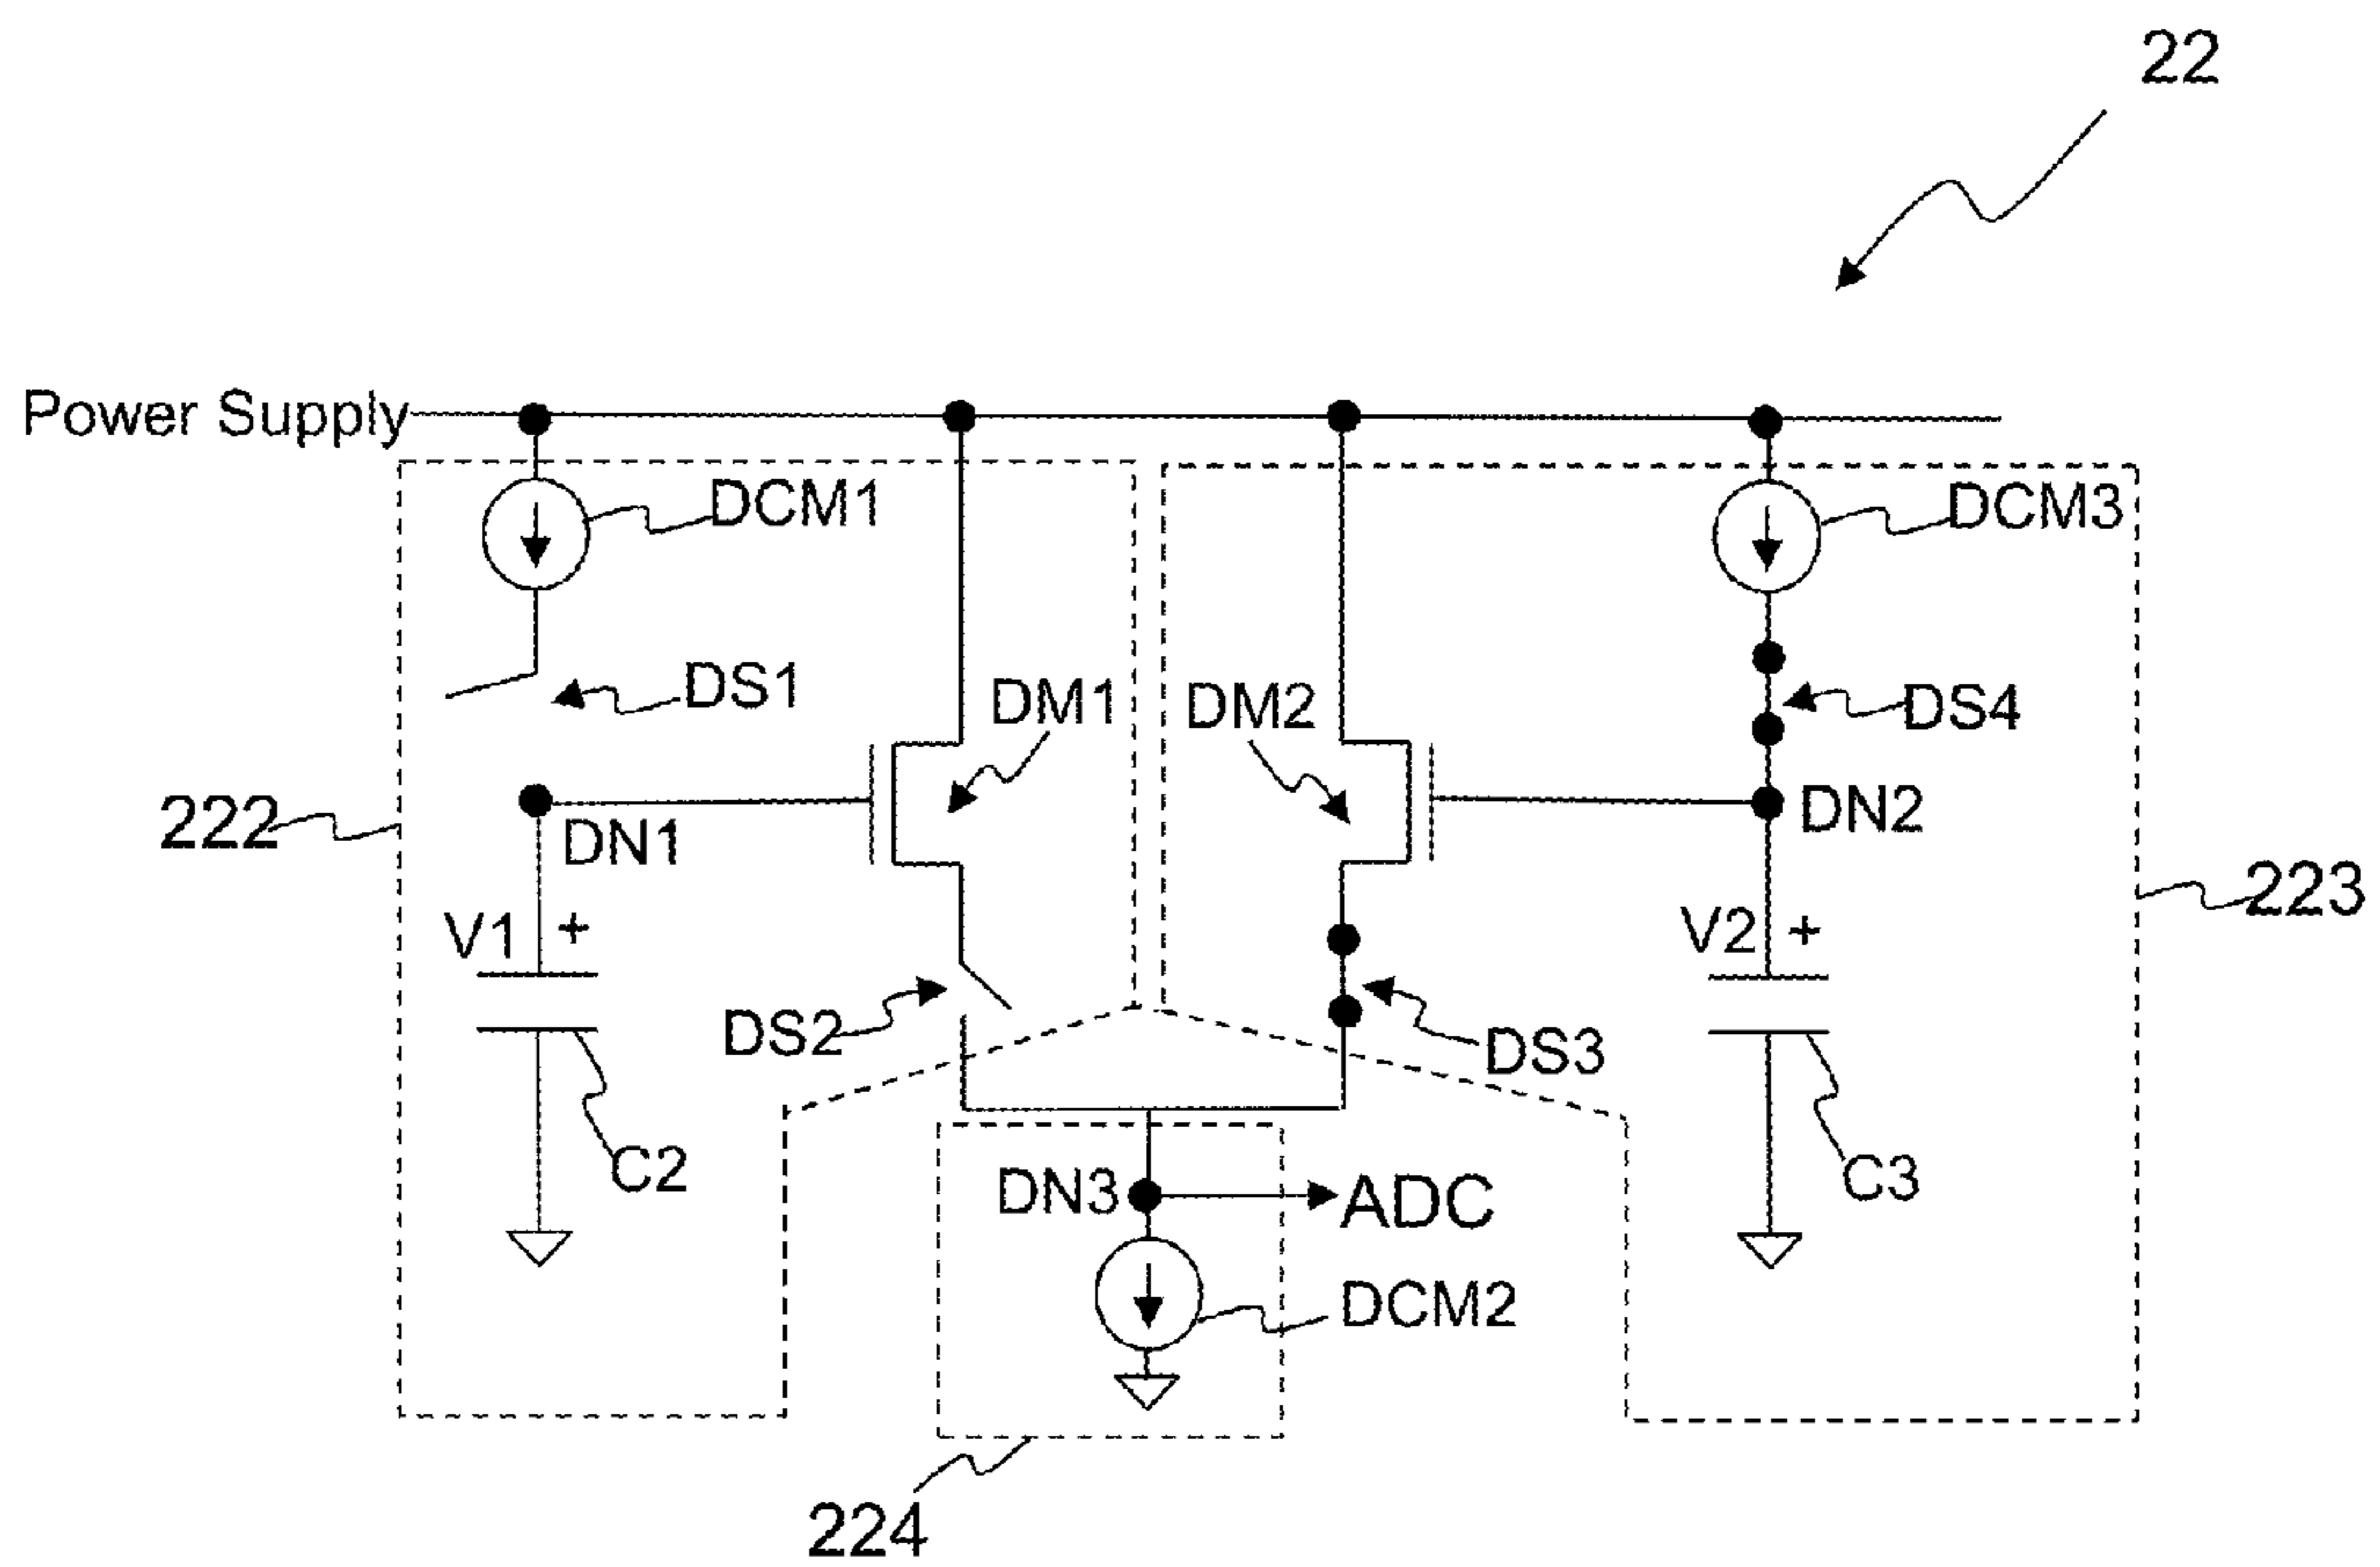 22
Power Supply
DCM1
DCM3
DS1
DM1
DM2
DS4
222
DN1
DN2
223
V1 +
V2 +
DS2
DS3
C2
C3
DN3
ADC
DCM2
224